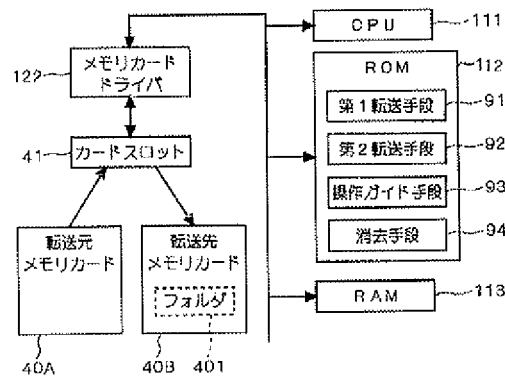 CPU
111
122
メモリカード
ドライバ
ROM
112
第1転送手段
91
41
カードスロット
第2転送手段
92
操作ガイド手段
93
消去手段
94
転送元
メモリカード
転送先
メモリカード
フォルダ
RAM
113
40A
40B
401